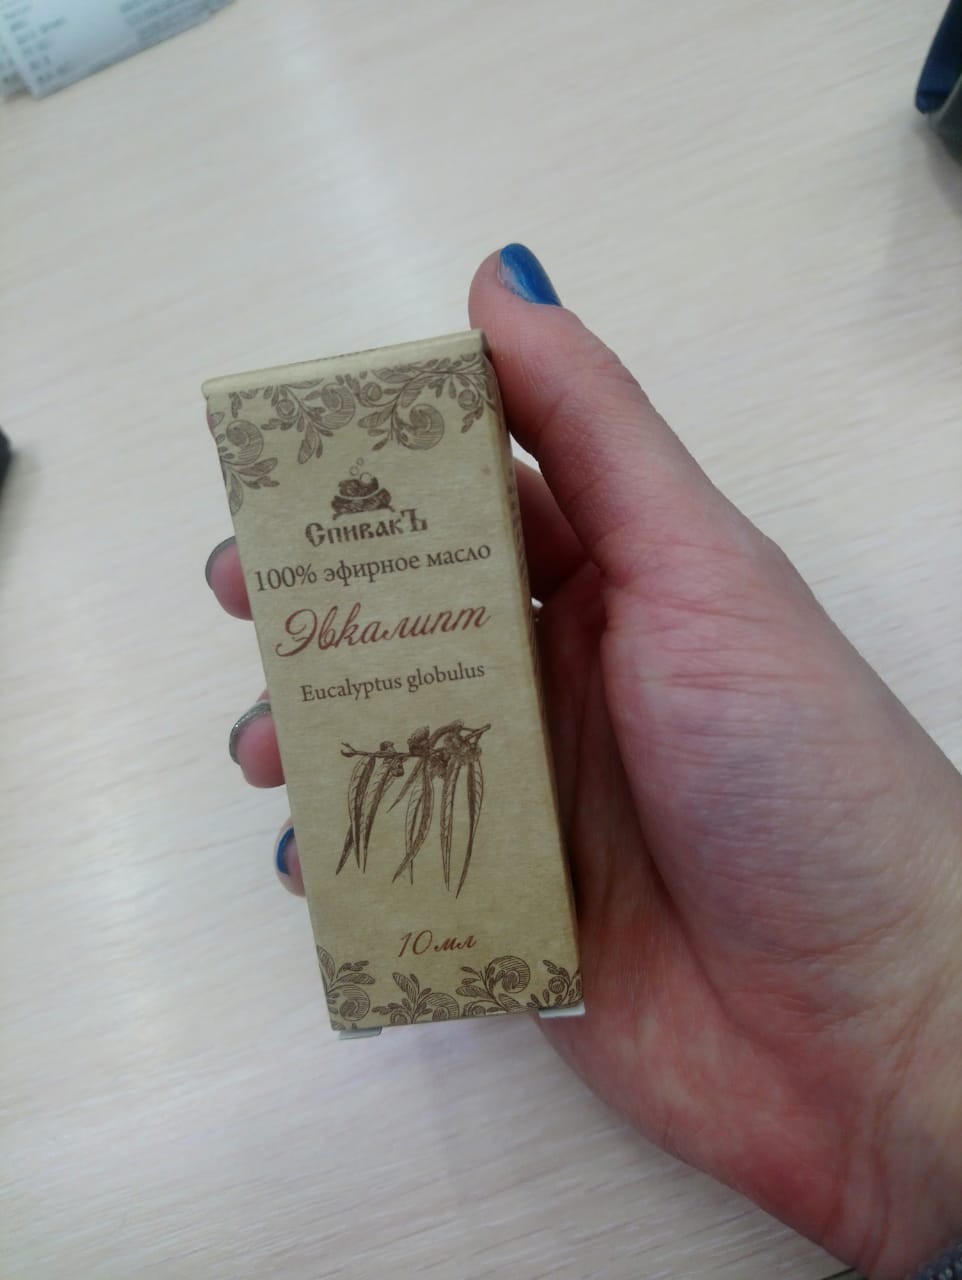 СпивакЪ
100% эфирное масло
Эвкалипт
Eucalyptus globulus
10 мл